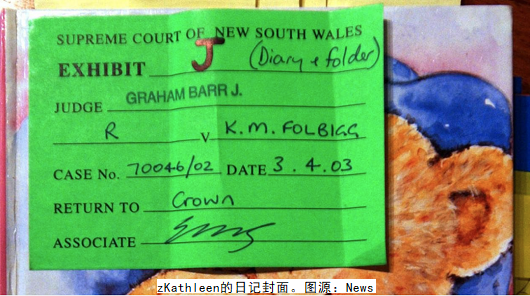 SUPREME COURT OF NEW SOUTH WALES
EXHIBIT J (Diary & folder)
JUDGE GRAHAM BARR J.
R V K.M. FOLBIGG
CASE No. 70046/02 DATE 3.4.03
RETURN TO Crown
ASSOCIATE
zKathleen的日记封面。图源：News